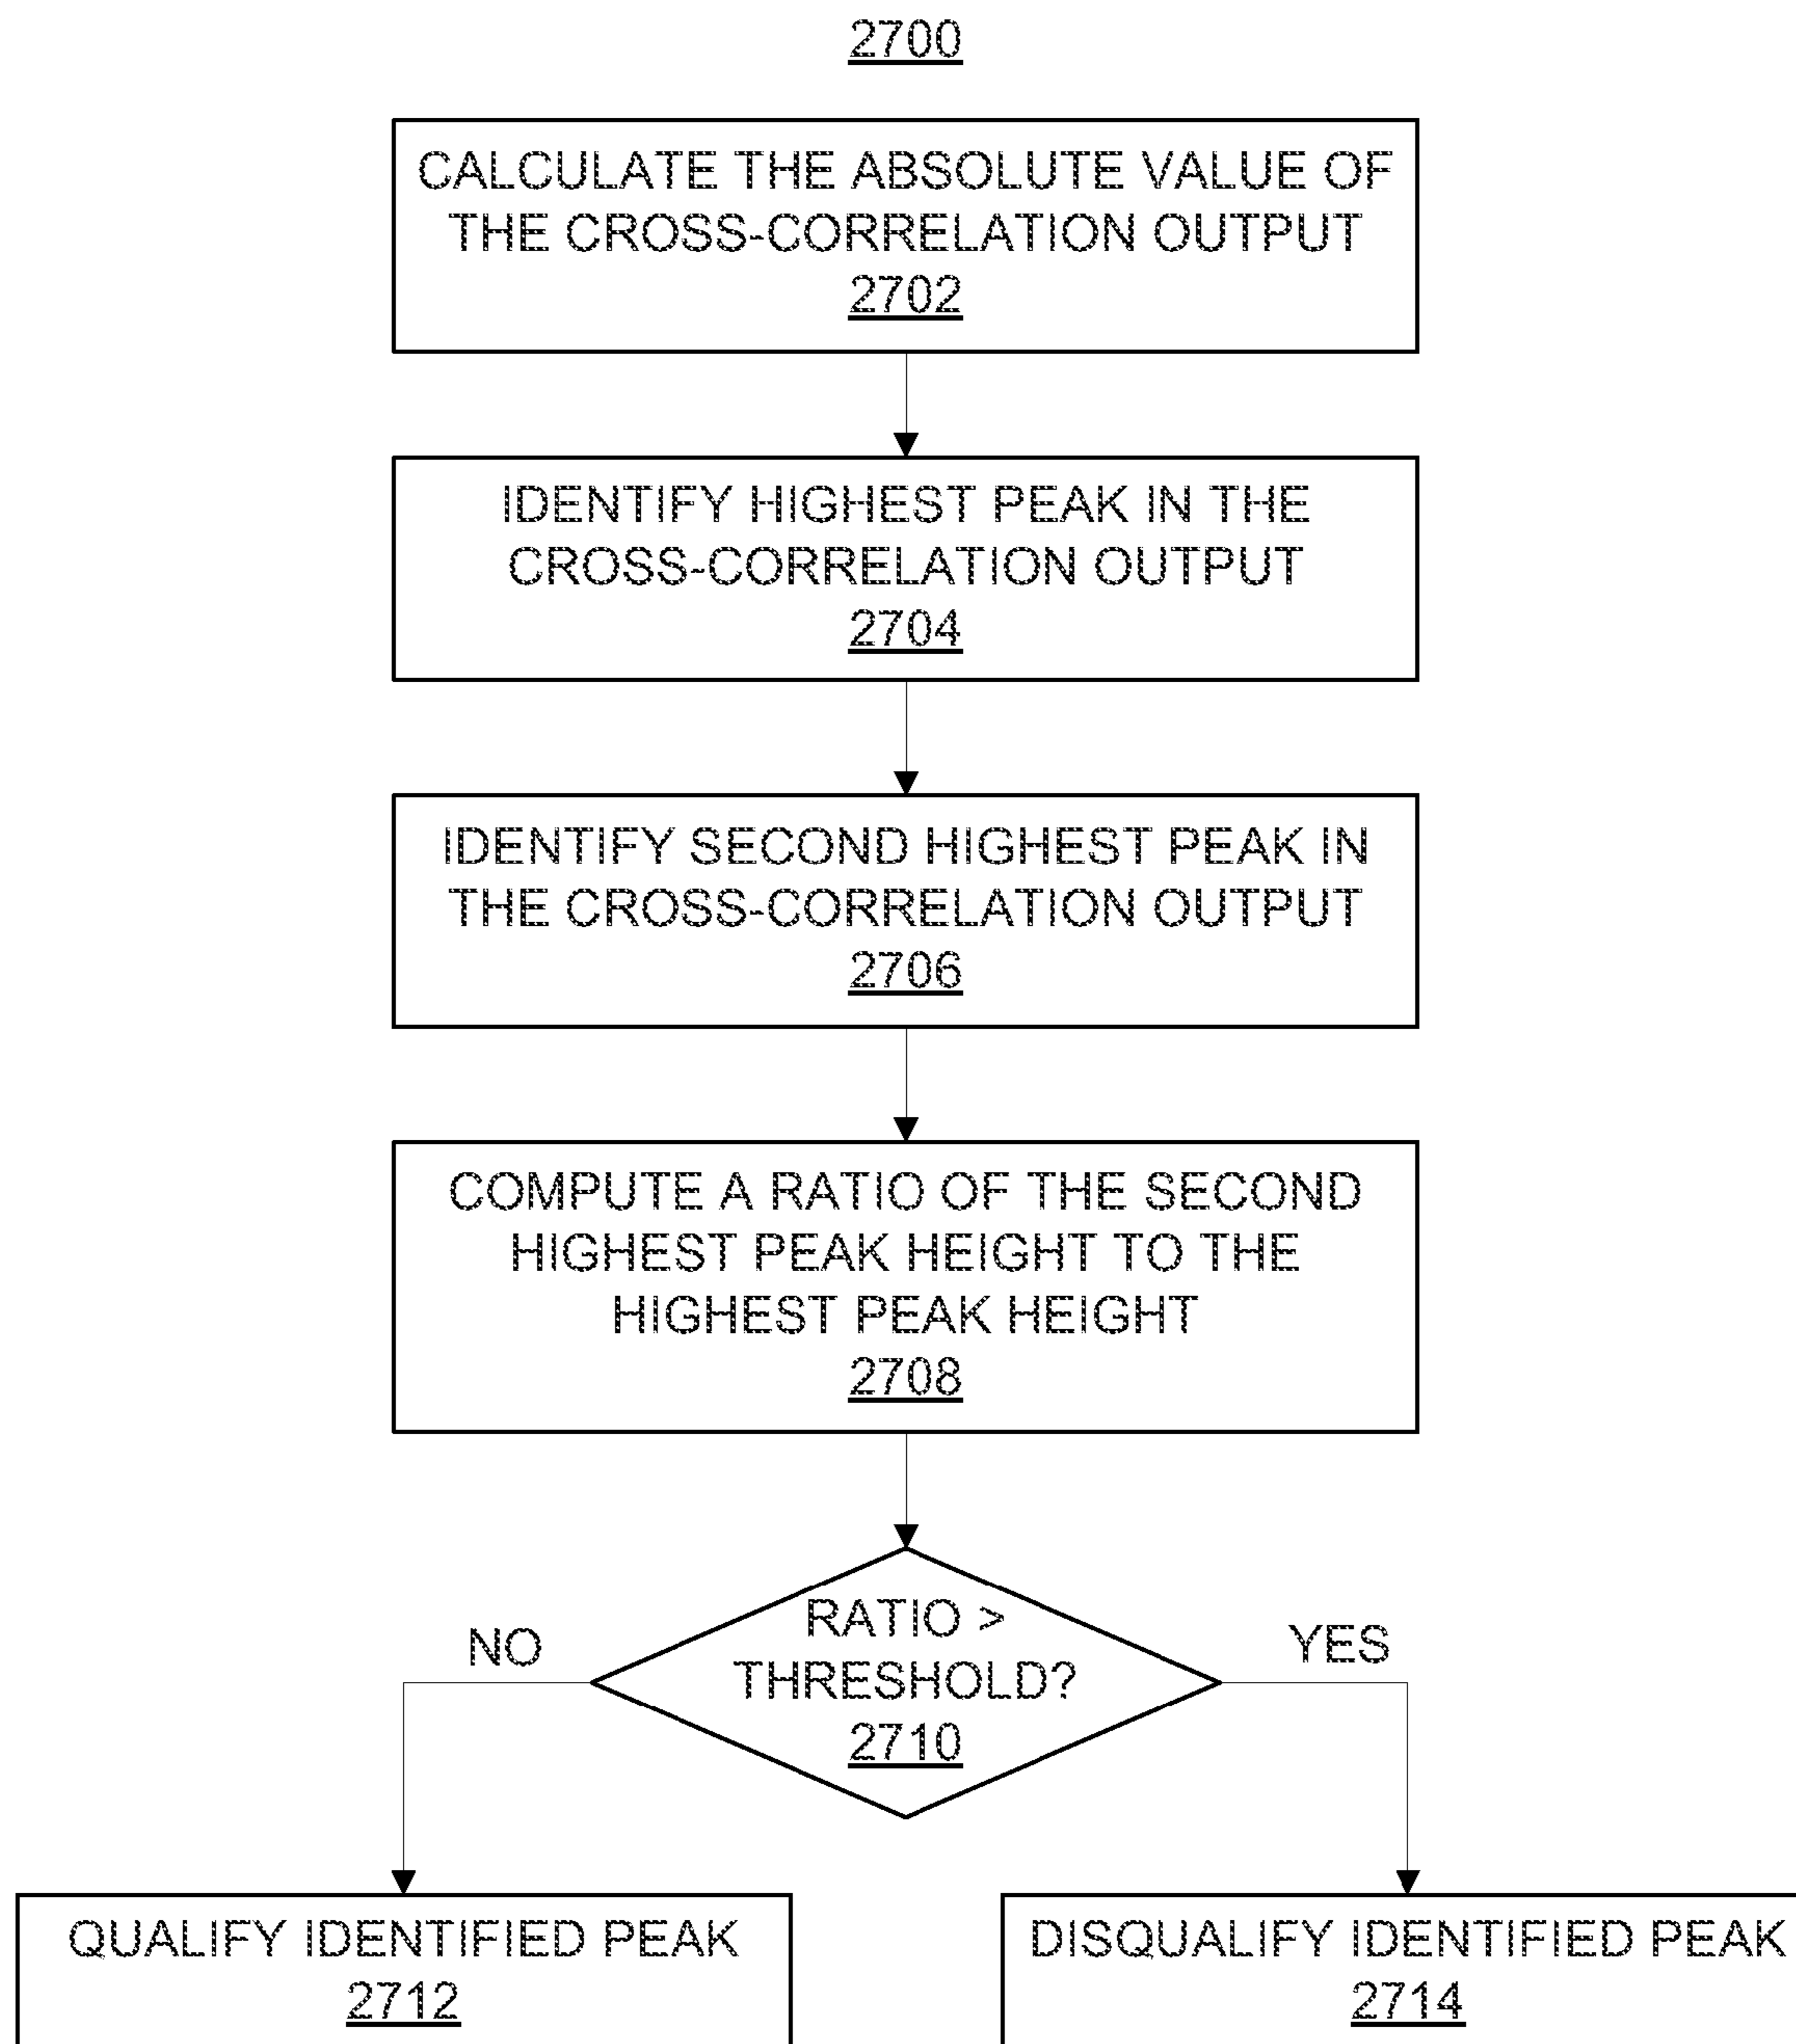 2700
CALCULATE THE ABSOLUTE VALUE OF
THE CROSS-CORRELATION OUTPUT
2702
IDENTIFY HIGHEST PEAK IN THE
CROSS-CORRELATION OUTPUT
2704
IDENTIFY SECOND HIGHEST PEAK IN
THE CROSS-CORRELATION OUTPUT
2706
COMPUTE A RATIO OF THE SECOND
HIGHEST PEAK HEIGHT TO THE
HIGHEST PEAK HEIGHT
2708
RATIO >
THRESHOLD?
2710
NO
YES
QUALIFY IDENTIFIED PEAK
2712
DISQUALIFY IDENTIFIED PEAK
2714